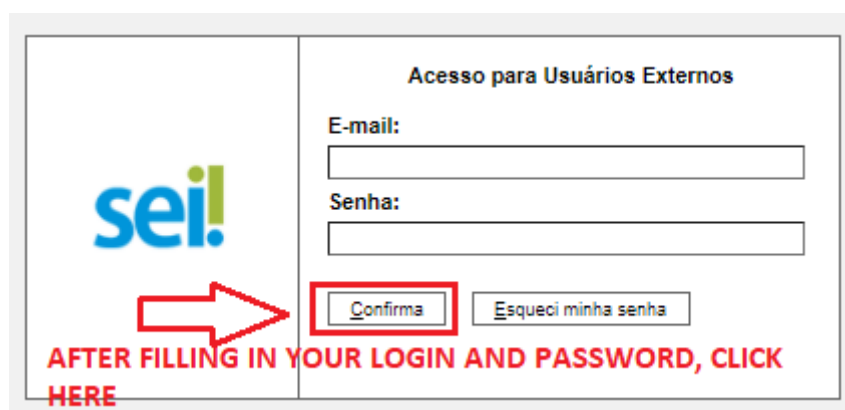 Acesso para Usuários Externos
E-mail:
sei!
Senha:
Confirma
Esqueci minha senha
AFTER FILLING IN YOUR LOGIN AND PASSWORD, CLICK
HERE